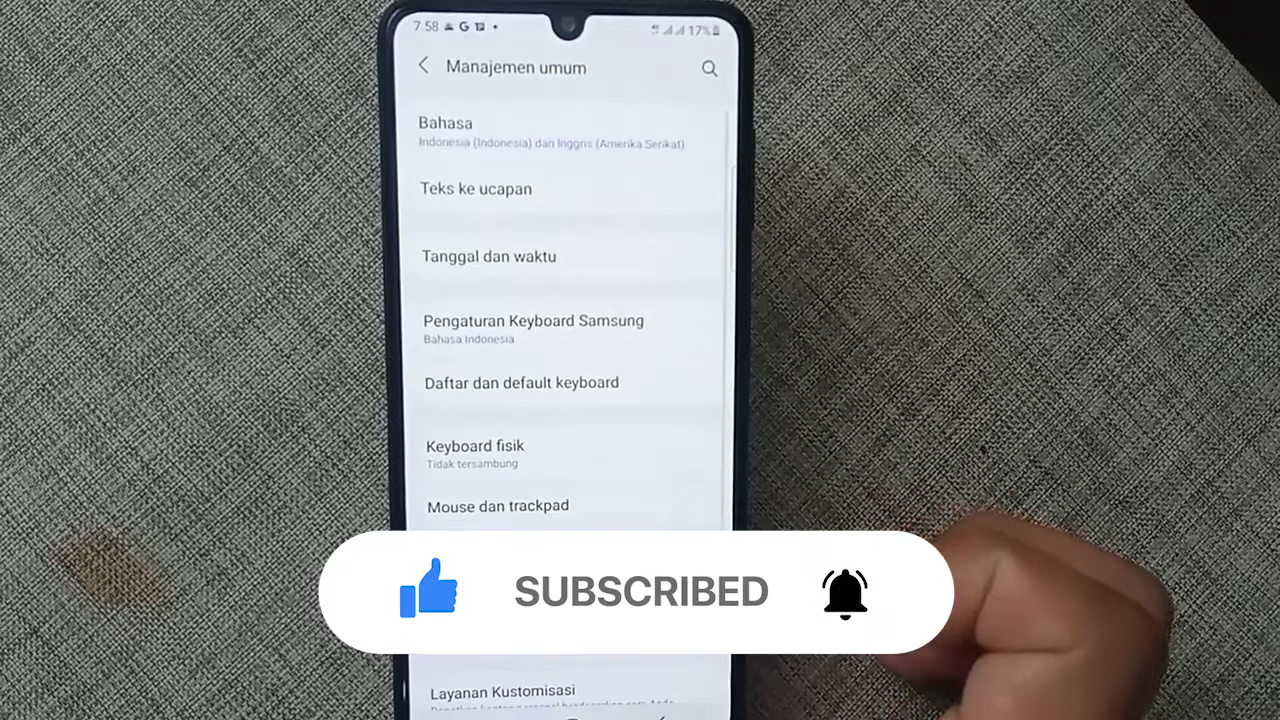 7.58
17%
Manajemen umum
Bahasa
Indonesia (Indonesia) dan Inggris (Amerika Serikat)
Teks ke ucapan
Tanggal dan waktu
Pengaturan Keyboard Samsung
Bahasa Indonesia
Daftar dan default keyboard
Keyboard fisik
Tidak tersambung
Mouse dan trackpad
SUBSCRIBED
Layanan Kustomisasi